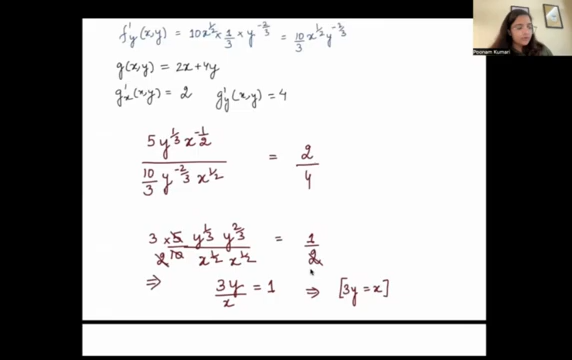 f'y(x,y) = 10x^½ × 1/3 × y^-2/3 = 10/3 x^½ y^-2/3
Poonam Kumari
g(x,y) = 2x+4y
g'x(x,y) = 2 g'y(x,y) = 4
5 y^1/3 x^-1/2 / 10/3 y^-2/3 x^1/2 = 2/4
3 × 5 y^1/3 y^2/3 / 2 10 x^1/2 x^1/2 = 1/2
⇒ 3y/x = 1 ⇒ [3y = x]